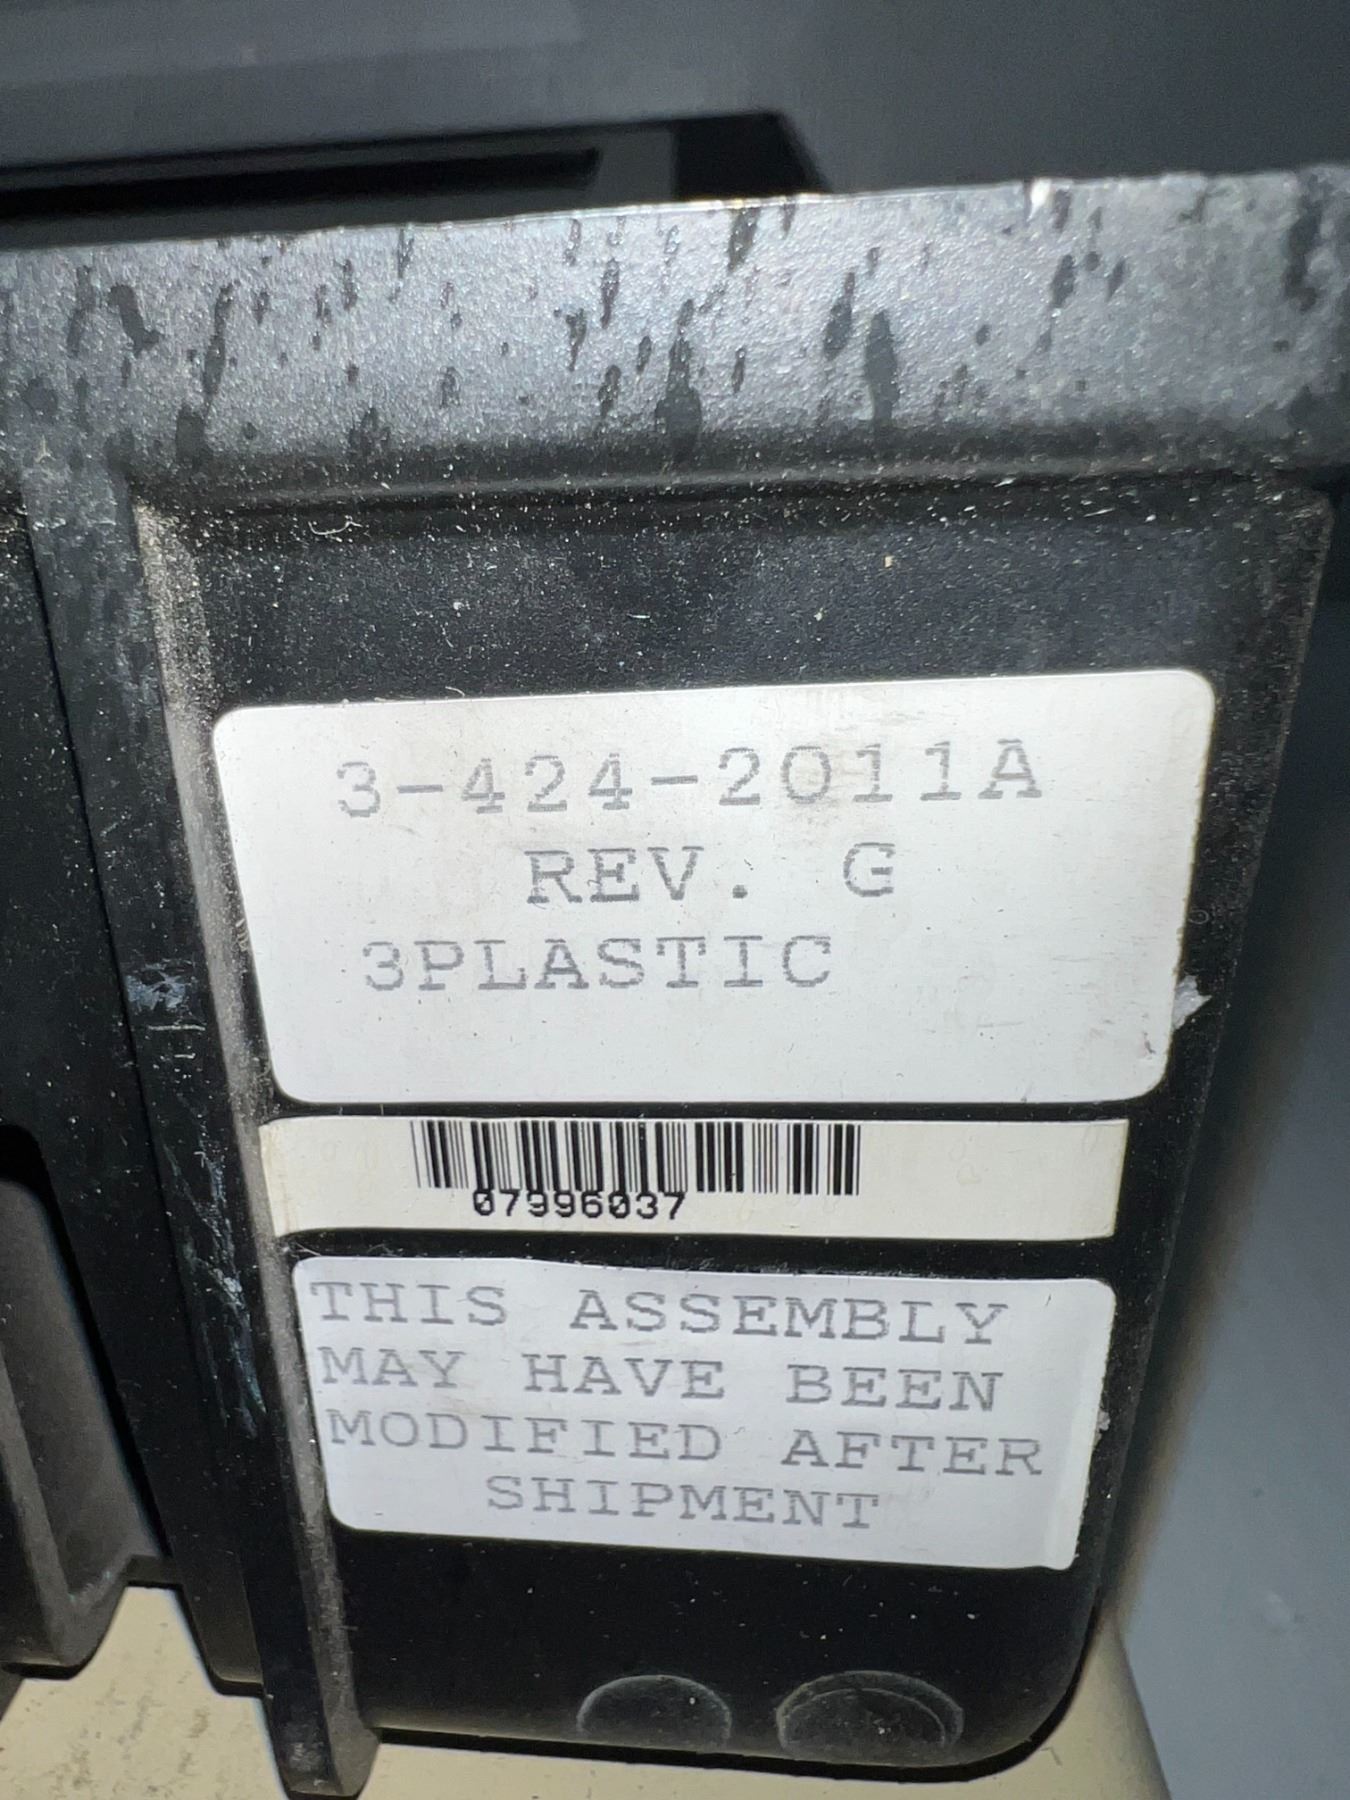 3-424-2011A
REV. G
3PLASTIC
07996037
THIS ASSEMBLY
MAY HAVE BEEN
MODIFIED AFTER
SHIPMENT